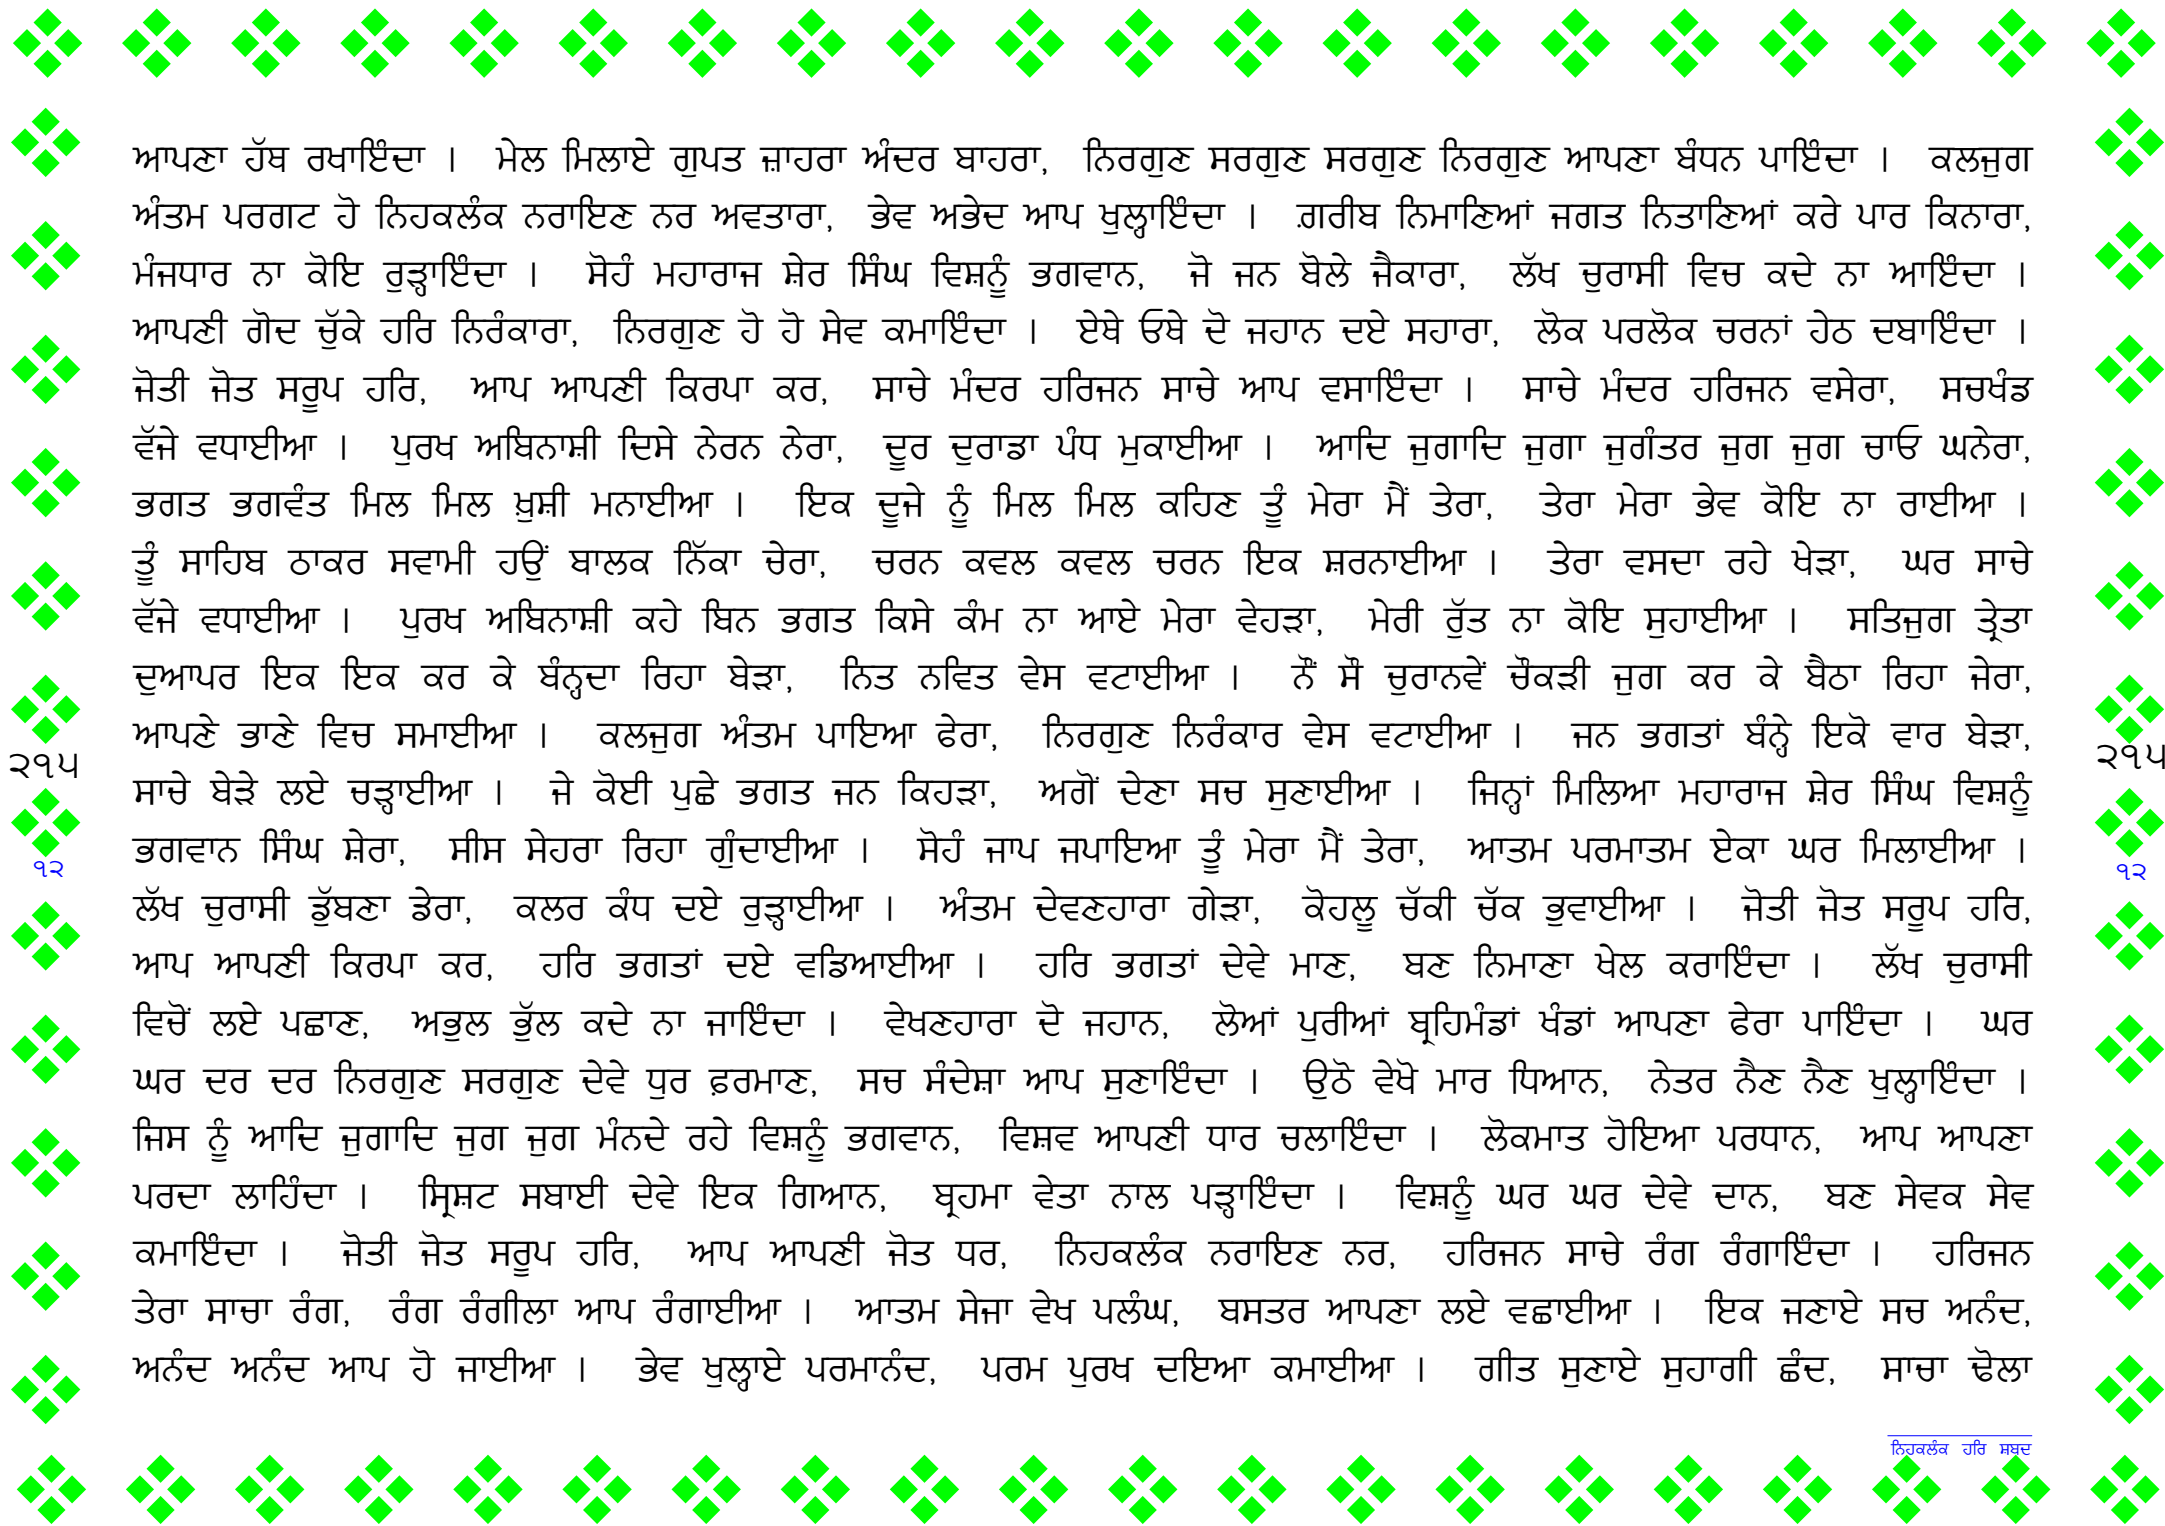 ਆਪਣਾ ਹੱਥ ਰਖਾਇੰਦਾ । ਮੇਲ ਮਿਲਾਏ ਗੁਪਤ ਜ਼ਾਹਰਾ ਅੰਦਰ ਬਾਹਰਾ, ਨਿਰਗੁਣ ਸਰਗੁਣ ਸਰਗੁਣ ਨਿਰਗੁਣ ਆਪਣਾ ਬੰਧਨ ਪਾਇੰਦਾ । ਕਲਜੁਗ
ਅੰਤਮ ਪਰਗਟ ਹੋ ਨਿਹਕਲੰਕ ਨਰਾਇਣ ਨਰ ਅਵਤਾਰਾ, ਭੇਵ ਅਭੇਦ ਆਪ ਖੁਲ੍ਹਾਇੰਦਾ । ਗ਼ਰੀਬ ਨਿਮਾਣਿਆਂ ਜਗਤ ਨਿਤਾਣਿਆਂ ਕਰੇ ਪਾਰ ਕਿਨਾਰਾ,
ਮੰਜਧਾਰ ਨਾ ਕੋਇ ਰੁੜ੍ਹਾਇੰਦਾ । ਸੋਹੰ ਮਹਾਰਾਜ ਸ਼ੇਰ ਸਿੰਘ ਵਿਸ਼ਨੂੰ ਭਗਵਾਨ, ਜੋ ਜਨ ਬੋਲੇ ਜੈਕਾਰਾ, ਲੱਖ ਚੁਰਾਸੀ ਵਿਚ ਕਦੇ ਨਾ ਆਇੰਦਾ ।
ਆਪਣੀ ਗੋਦ ਚੁੱਕੇ ਹਰਿ ਨਿਰੰਕਾਰਾ, ਨਿਰਗੁਣ ਹੋ ਹੋ ਸੇਵ ਕਮਾਇੰਦਾ । ਏਥੇ ਓਥੇ ਦੋ ਜਹਾਨ ਦਏ ਸਹਾਰਾ, ਲੋਕ ਪਰਲੋਕ ਚਰਨਾਂ ਹੇਠ ਦਬਾਇੰਦਾ ।
ਜੋਤੀ ਜੋਤ ਸਰੂਪ ਹਰਿ, ਆਪ ਆਪਣੀ ਕਿਰਪਾ ਕਰ, ਸਾਚੇ ਮੰਦਰ ਹਰਿਜਨ ਸਾਚੇ ਆਪ ਵਸਾਇੰਦਾ । ਸਾਚੇ ਮੰਦਰ ਹਰਿਜਨ ਵਸੇਰਾ, ਸਚਖੰਡ
ਵੱਜੇ ਵਧਾਈਆ । ਪੁਰਖ ਅਬਿਨਾਸ਼ੀ ਦਿਸੇ ਨੇਰਨ ਨੇਰਾ, ਦੂਰ ਦੁਰਾਡਾ ਪੰਧ ਮੁਕਾਈਆ । ਆਦਿ ਜੁਗਾਦਿ ਜੁਗਾ ਜੁਗੰਤਰ ਜੁਗ ਜੁਗ ਚਾਓ ਘਨੇਰਾ,
ਭਗਤ ਭਗਵੰਤ ਮਿਲ ਮਿਲ ਖ਼ੁਸ਼ੀ ਮਨਾਈਆ । ਇਕ ਦੂਜੇ ਨੂੰ ਮਿਲ ਮਿਲ ਕਹਿਣ ਤੂੰ ਮੇਰਾ ਮੈਂ ਤੇਰਾ, ਤੇਰਾ ਮੇਰਾ ਭੇਵ ਕੋਇ ਨਾ ਰਾਈਆ ।
ਤੂੰ ਸਾਹਿਬ ਠਾਕਰ ਸਵਾਮੀ ਹਉਂ ਬਾਲਕ ਨਿੱਕਾ ਚੇਰਾ, ਚਰਨ ਕਵਲ ਕਵਲ ਚਰਨ ਇਕ ਸ਼ਰਨਾਈਆ । ਤੇਰਾ ਵਸਦਾ ਰਹੇ ਖੇੜਾ, ਘਰ ਸਾਚੇ
ਵੱਜੇ ਵਧਾਈਆ । ਪੁਰਖ ਅਬਿਨਾਸ਼ੀ ਕਹੇ ਬਿਨ ਭਗਤ ਕਿਸੇ ਕੰਮ ਨਾ ਆਏ ਮੇਰਾ ਵੇਹੜਾ, ਮੇਰੀ ਰੁੱਤ ਨਾ ਕੋਇ ਸੁਹਾਈਆ । ਸਤਿਜੁਗ ਤ੍ਰੇਤਾ
ਦੁਆਪਰ ਇਕ ਇਕ ਕਰ ਕੇ ਬੰਨ੍ਹਦਾ ਰਿਹਾ ਬੇੜਾ, ਨਿਤ ਨਵਿਤ ਵੇਸ ਵਟਾਈਆ । ਨੌਂ ਸੌ ਚੁਰਾਨਵੇਂ ਚੌਕੜੀ ਜੁਗ ਕਰ ਕੇ ਬੈਠਾ ਰਿਹਾ ਜੇਰਾ,
ਆਪਣੇ ਭਾਣੇ ਵਿਚ ਸਮਾਈਆ । ਕਲਜੁਗ ਅੰਤਮ ਪਾਇਆ ਫੇਰਾ, ਨਿਰਗੁਣ ਨਿਰੰਕਾਰ ਵੇਸ ਵਟਾਈਆ । ਜਨ ਭਗਤਾਂ ਬੰਨ੍ਹੇ ਇਕੋ ਵਾਰ ਬੇੜਾ,
ਸਾਚੇ ਬੇੜੇ ਲਏ ਚੜ੍ਹਾਈਆ । ਜੇ ਕੋਈ ਪੁਛੇ ਭਗਤ ਜਨ ਕਿਹੜਾ, ਅਗੋਂ ਦੇਣਾ ਸਚ ਸੁਣਾਈਆ । ਜਿਨ੍ਹਾਂ ਮਿਲਿਆ ਮਹਾਰਾਜ ਸ਼ੇਰ ਸਿੰਘ ਵਿਸ਼ਨੂੰ
ਭਗਵਾਨ ਸਿੰਘ ਸ਼ੇਰਾ, ਸੀਸ ਸੇਹਰਾ ਰਿਹਾ ਗੁੰਦਾਈਆ । ਸੋਹੰ ਜਾਪ ਜਪਾਇਆ ਤੂੰ ਮੇਰਾ ਮੈਂ ਤੇਰਾ, ਆਤਮ ਪਰਮਾਤਮ ਏਕਾ ਘਰ ਮਿਲਾਈਆ ।
ਲੱਖ ਚੁਰਾਸੀ ਡੁੱਬਣਾ ਡੇਰਾ, ਕਲਰ ਕੰਧ ਦਏ ਰੁੜ੍ਹਾਈਆ । ਅੰਤਮ ਦੇਵਣਹਾਰਾ ਗੇੜਾ, ਕੋਹਲੂ ਚੱਕੀ ਚੱਕ ਭੁਵਾਈਆ । ਜੋਤੀ ਜੋਤ ਸਰੂਪ ਹਰਿ,
ਆਪ ਆਪਣੀ ਕਿਰਪਾ ਕਰ, ਹਰਿ ਭਗਤਾਂ ਦਏ ਵਡਿਆਈਆ । ਹਰਿ ਭਗਤਾਂ ਦੇਵੇ ਮਾਣ, ਬਣ ਨਿਮਾਣਾ ਖੇਲ ਕਰਾਇੰਦਾ । ਲੱਖ ਚੁਰਾਸੀ
ਵਿਚੋਂ ਲਏ ਪਛਾਣ, ਅਭੁਲ ਭੁੱਲ ਕਦੇ ਨਾ ਜਾਇੰਦਾ । ਵੇਖਣਹਾਰਾ ਦੋ ਜਹਾਨ, ਲੋਆਂ ਪੁਰੀਆਂ ਬ੍ਰਹਿਮੰਡਾਂ ਖੰਡਾਂ ਆਪਣਾ ਫੇਰਾ ਪਾਇੰਦਾ । ਘਰ
ਘਰ ਦਰ ਦਰ ਨਿਰਗੁਣ ਸਰਗੁਣ ਦੇਵੇ ਧੁਰ ਫ਼ਰਮਾਣ, ਸਚ ਸੰਦੇਸ਼ਾ ਆਪ ਸੁਣਾਇੰਦਾ । ਉਠੋ ਵੇਖੋ ਮਾਰ ਧਿਆਨ, ਨੇਤਰ ਨੈਣ ਨੈਣ ਖੁਲ੍ਹਾਇੰਦਾ ।
ਜਿਸ ਨੂੰ ਆਦਿ ਜੁਗਾਦਿ ਜੁਗ ਜੁਗ ਮੰਨਦੇ ਰਹੇ ਵਿਸ਼ਨੂੰ ਭਗਵਾਨ, ਵਿਸ਼ਵ ਆਪਣੀ ਧਾਰ ਚਲਾਇੰਦਾ । ਲੋਕਮਾਤ ਹੋਇਆ ਪਰਧਾਨ, ਆਪ ਆਪਣਾ
ਪਰਦਾ ਲਾਹਿੰਦਾ । ਸ੍ਰਿਸ਼ਟ ਸਬਾਈ ਦੇਵੇ ਇਕ ਗਿਆਨ, ਬ੍ਰਹਮਾ ਵੇਤਾ ਨਾਲ ਪੜ੍ਹਾਇੰਦਾ । ਵਿਸ਼ਨੂੰ ਘਰ ਘਰ ਦੇਵੇ ਦਾਨ, ਬਣ ਸੇਵਕ ਸੇਵ
ਕਮਾਇੰਦਾ । ਜੋਤੀ ਜੋਤ ਸਰੂਪ ਹਰਿ, ਆਪ ਆਪਣੀ ਜੋਤ ਧਰ, ਨਿਹਕਲੰਕ ਨਰਾਇਣ ਨਰ, ਹਰਿਜਨ ਸਾਚੇ ਰੰਗ ਰੰਗਾਇੰਦਾ । ਹਰਿਜਨ
ਤੇਰਾ ਸਾਚਾ ਰੰਗ, ਰੰਗ ਰੰਗੀਲਾ ਆਪ ਰੰਗਾਈਆ । ਆਤਮ ਸੇਜਾ ਵੇਖ ਪਲੰਘ, ਬਸਤਰ ਆਪਣਾ ਲਏ ਵਛਾਈਆ । ਇਕ ਜਣਾਏ ਸਚ ਅਨੰਦ,
ਅਨੰਦ ਅਨੰਦ ਆਪ ਹੋ ਜਾਈਆ । ਭੇਵ ਖੁਲ੍ਹਾਏ ਪਰਮਾਨੰਦ, ਪਰਮ ਪੁਰਖ ਦਇਆ ਕਮਾਈਆ । ਗੀਤ ਸੁਣਾਏ ਸੁਹਾਗੀ ਛੰਦ, ਸਾਚਾ ਢੋਲਾ
੨੧੫
੧੨
੨੧੫
੧੨
ਨਿਹਕਲੰਕ ਹਰਿ ਸ਼ਬਦ